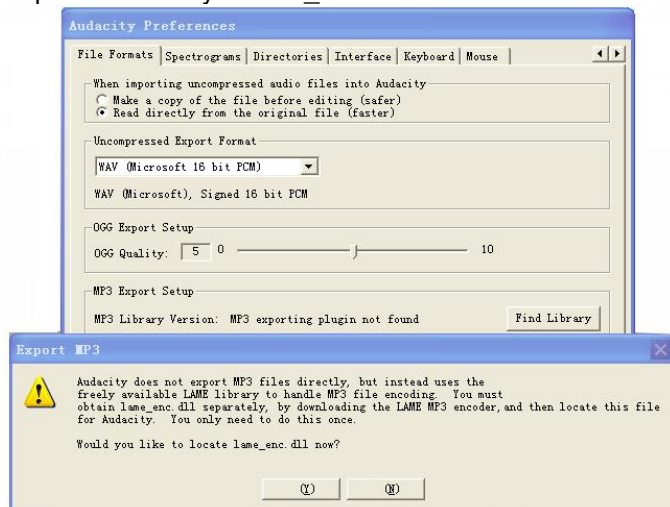 Audacity Preferences
File Formats Spectrograms Directories Interface Keyboard Mouse
When importing uncompressed audio files into Audacity
Make a copy of the file before editing (safer)
Read directly from the original file (faster)
Uncompressed Export Format
WAV (Microsoft 16 bit PCM)
WAV (Microsoft), Signed 16 bit PCM
OGG Export Setup
OGG Quality: 5 0 10
MP3 Export Setup
MP3 Library Version: MP3 exporting plugin not found Find Library
Export MP3
Audacity does not export MP3 files directly, but instead uses the
freely available LAME library to handle MP3 file encoding. You must
obtain lame_enc.dll separately, by downloading the LAME MP3 encoder, and then locate this file
for Audacity. You only need to do this once.
Would you like to locate lame_enc.dll now?
(Y) (N)